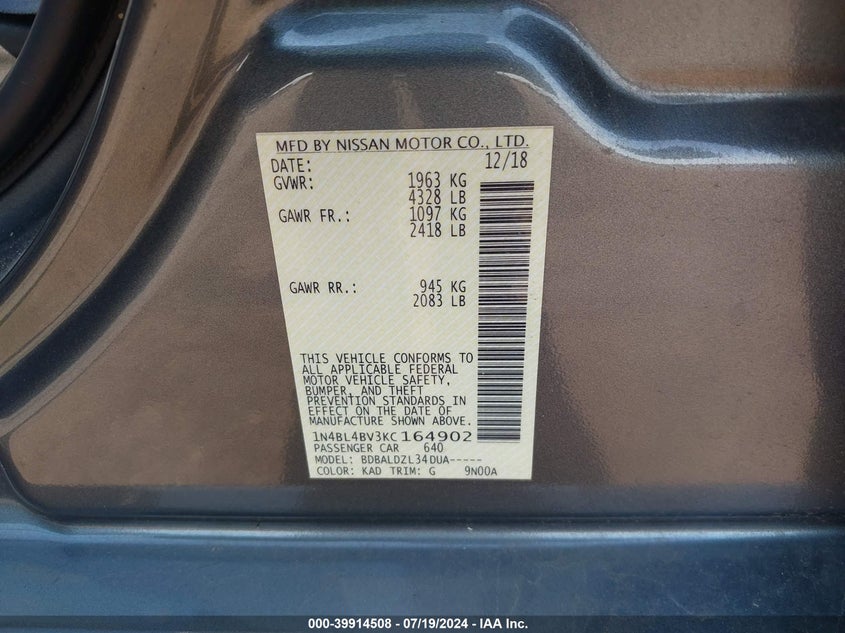 MFD BY NISSAN MOTOR CO., LTD.
DATE: 12/18
GVWR: 1963 KG
4328 LB
GAWR FR.: 1097 KG
2418 LB
GAWR RR.: 945 KG
2083 LB
THIS VEHICLE CONFORMS TO
ALL APPLICABLE FEDERAL
MOTOR VEHICLE SAFETY,
BUMPER, AND THEFT
PREVENTION STANDARDS IN
EFFECT ON THE DATE OF
MANUFACTURE SHOWN ABOVE.
1N4BL4BV3KC164902
PASSENGER CAR 640
MODEL: BDBALDZL34DUA-----
COLOR: KAD TRIM: G 9N00A
000-39914508 - 07/19/2024 - IAA Inc.